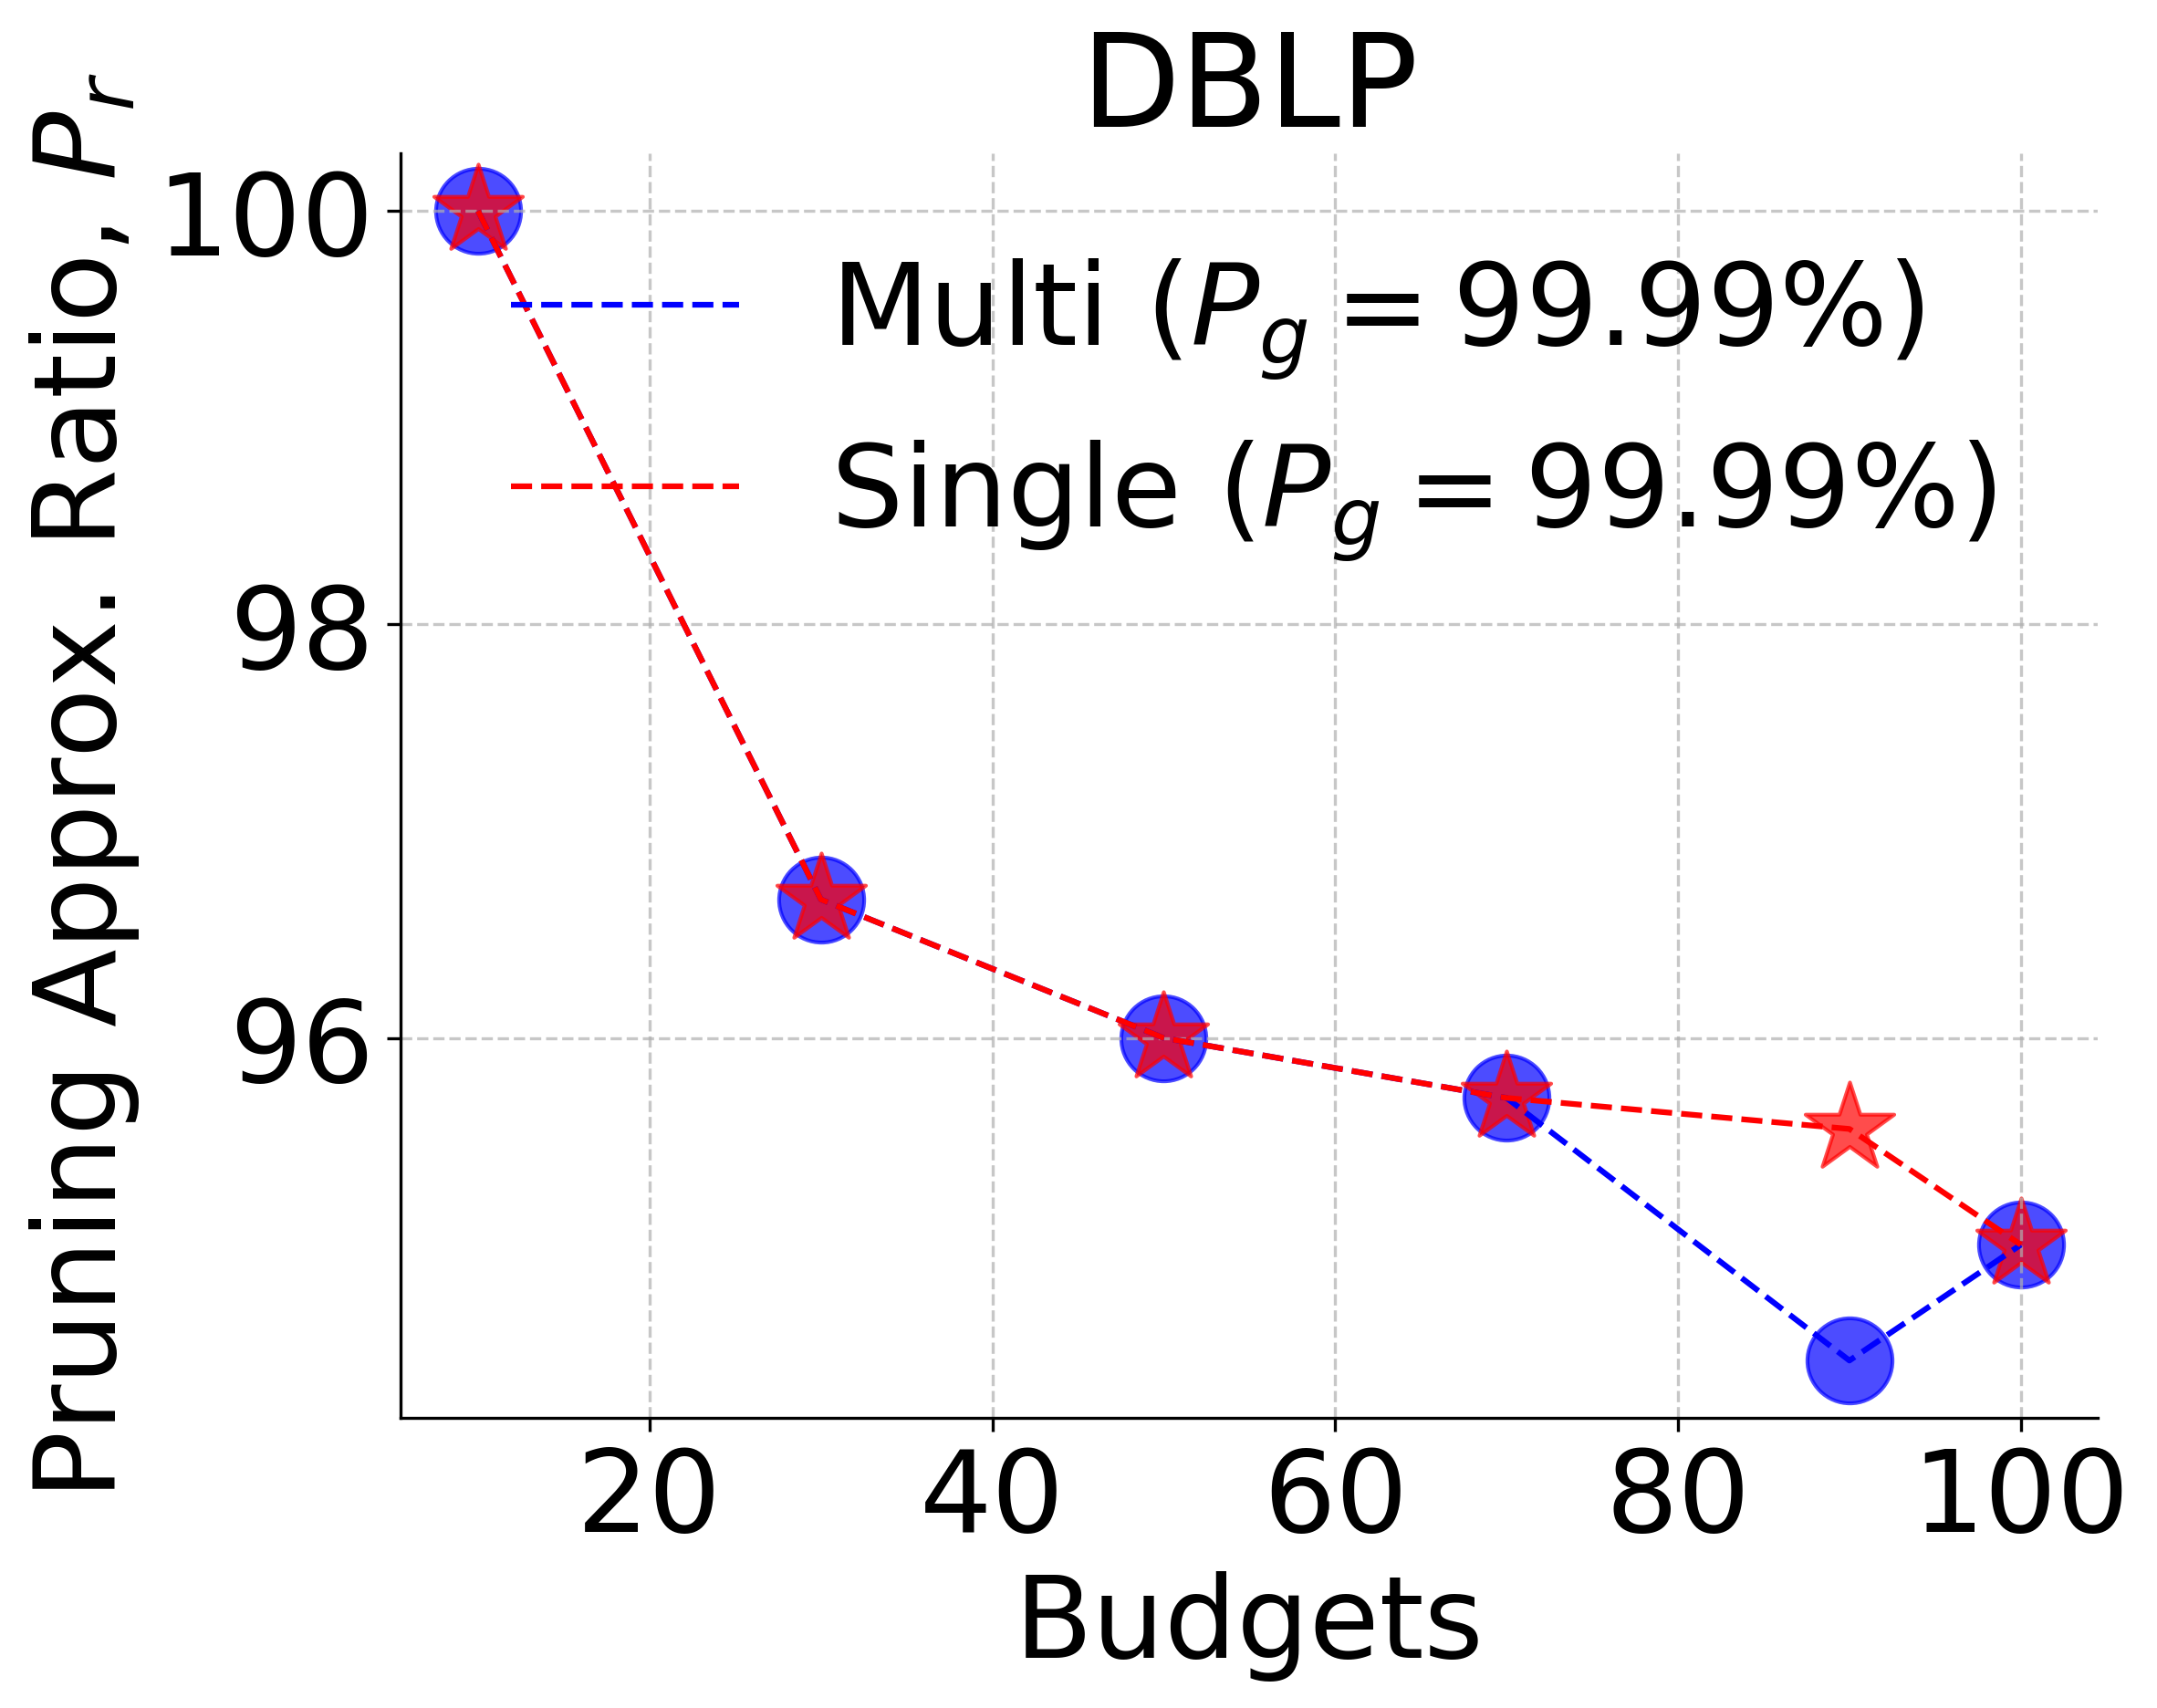 DBLP
Pruning Approx. Ratio, P_r
100
98
96
Multi (P_g = 99.99%)
Single (P_g = 99.99%)
20 40 60 80 100
Budgets